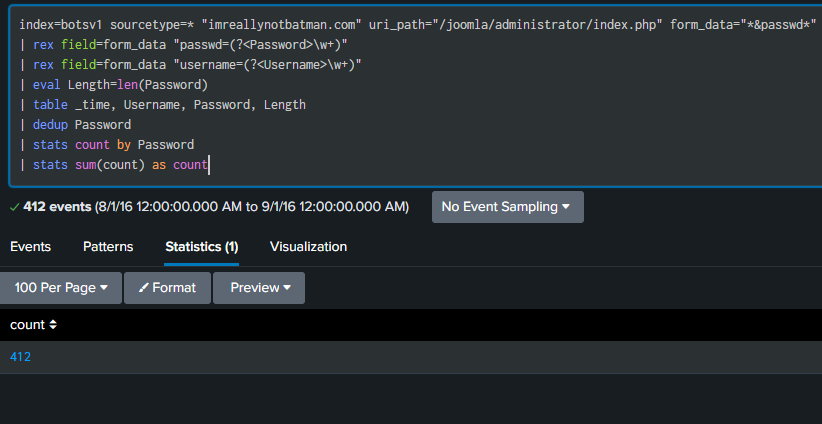 index=botsv1 sourcetype=* "imreallynotbatman.com" uri_path="/joomla/administrator/index.php" form_data="*&passwd*"
| rex field=form_data "passwd=(?<Password>\w+)"
| rex field=form_data "username=(?<Username>\w+)"
| eval Length=len(Password)
| table _time, Username, Password, Length
| dedup Password
| stats count by Password
| stats sum(count) as count
✓ 412 events (8/1/16 12:00:00.000 AM to 9/1/16 12:00:00.000 AM) No Event Sampling
Events Patterns Statistics (1) Visualization
100 Per Page Format Preview
count
412